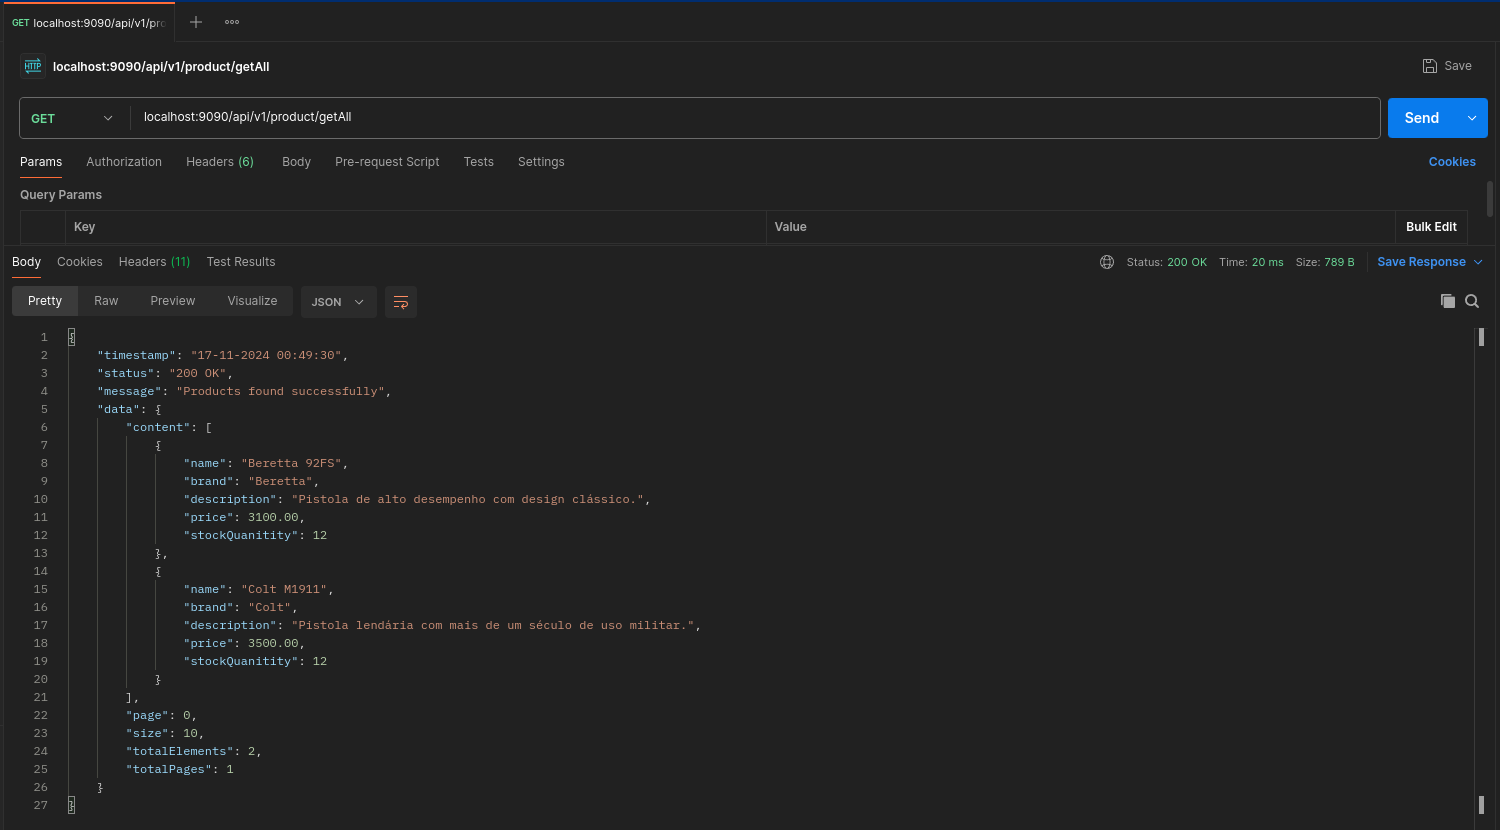 GET localhost:9090/api/v1/pro
HTTP localhost:9090/api/v1/product/getAll
Save
GET localhost:9090/api/v1/product/getAll
Send
Params Authorization Headers (6) Body Pre-request Script Tests Settings Cookies
Query Params
Key Value Bulk Edit
Body Cookies Headers (11) Test Results Status: 200 OK Time: 20 ms Size: 789 B Save Response
Pretty Raw Preview Visualize JSON
1 {
2 "timestamp": "17-11-2024 00:49:30",
3 "status": "200 OK",
4 "message": "Products found successfully",
5 "data": {
6 "content": [
7 {
8 "name": "Beretta 92FS",
9 "brand": "Beretta",
10 "description": "Pistola de alto desempenho com design clássico.",
11 "price": 3100.00,
12 "stockQuanitity": 12
13 },
14 {
15 "name": "Colt M1911",
16 "brand": "Colt",
17 "description": "Pistola lendária com mais de um século de uso militar.",
18 "price": 3500.00,
19 "stockQuanitity": 12
20 }
21 ],
22 "page": 0,
23 "size": 10,
24 "totalElements": 2,
25 "totalPages": 1
26 }
27 }